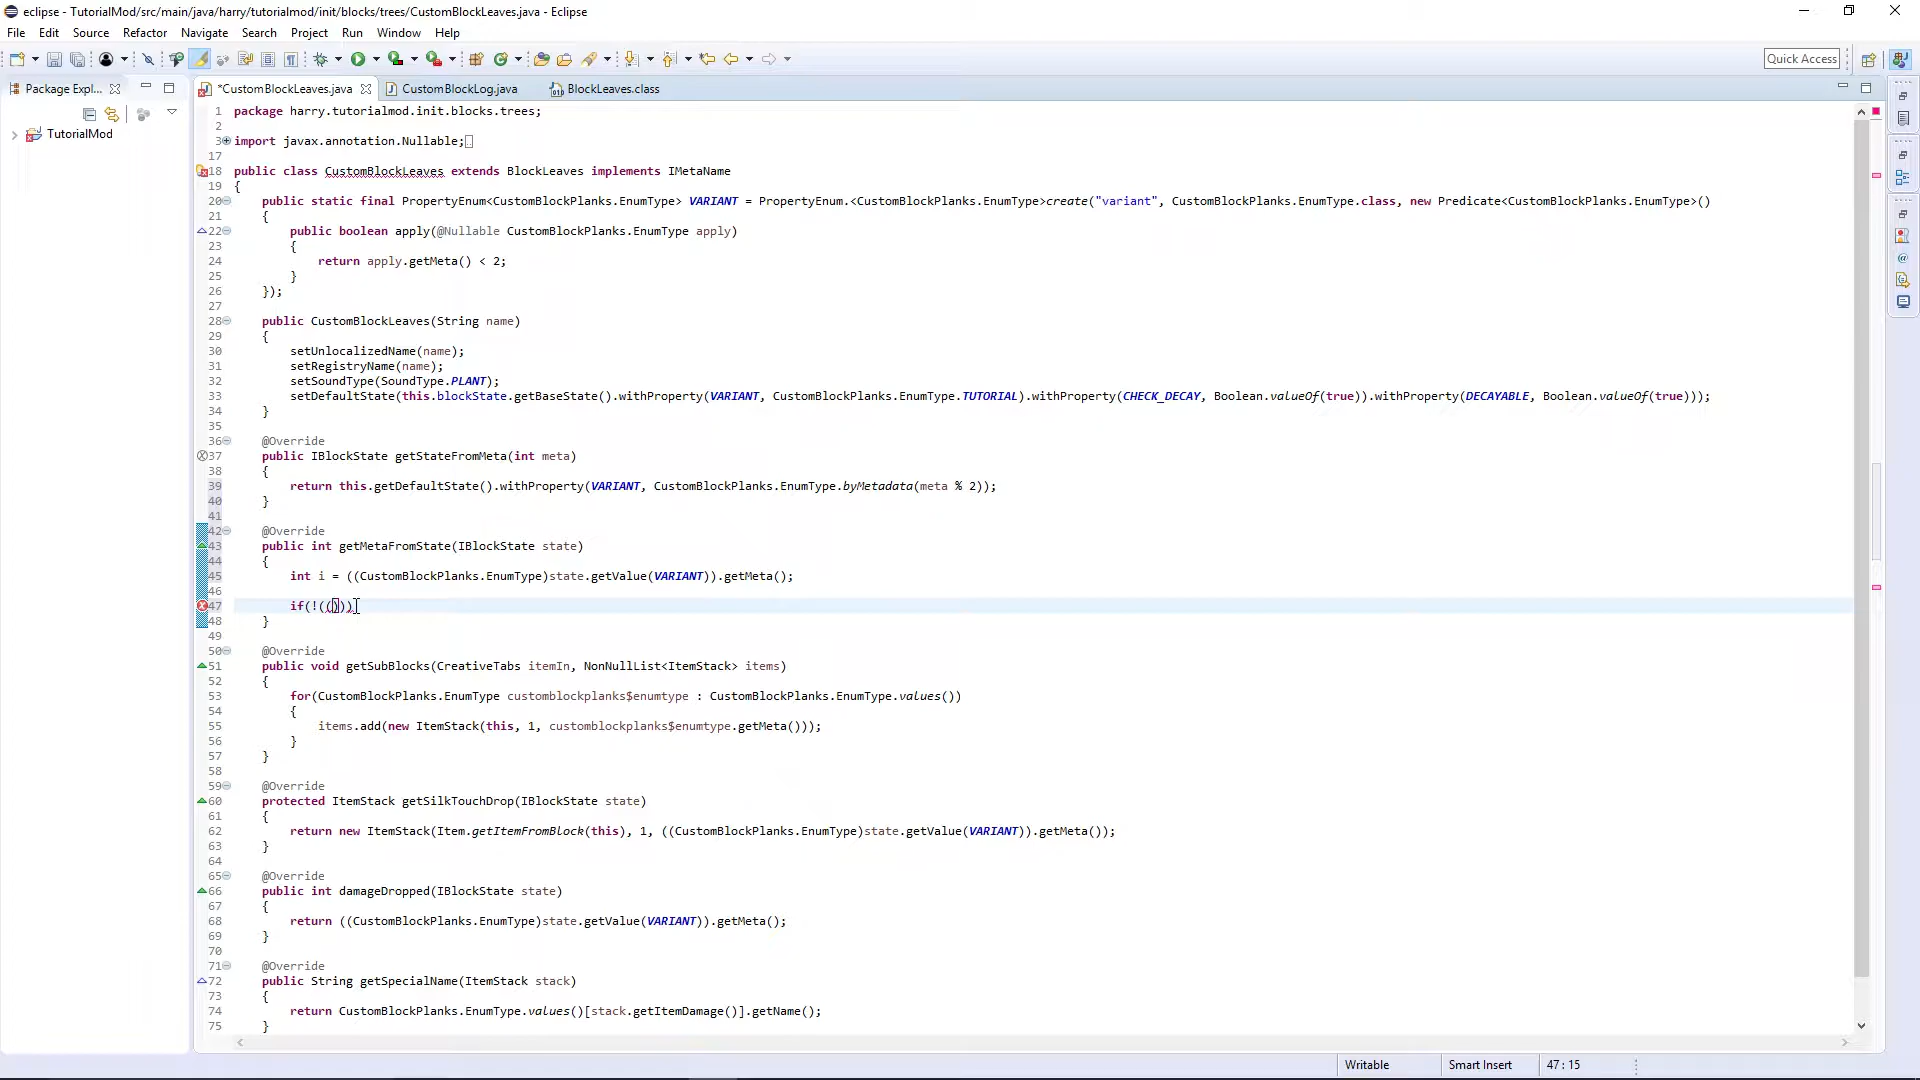 eclipse - TutorialMod/src/main/java/harry/tutorialmod/init/blocks/trees/CustomBlockLeaves.java - Eclipse
File Edit Source Refactor Navigate Search Project Run Window Help
Quick Access
Package Expl...
*CustomBlockLeaves.java CustomBlockLog.java BlockLeaves.class
TutorialMod
1 package harry.tutorialmod.init.blocks.trees;
2
3 import javax.annotation.Nullable;
17
18 public class CustomBlockLeaves extends BlockLeaves implements IMetaName
19 {
20 public static final PropertyEnum<CustomBlockPlanks.EnumType> VARIANT = PropertyEnum.<CustomBlockPlanks.EnumType>create("variant", CustomBlockPlanks.EnumType.class, new Predicate<CustomBlockPlanks.EnumType>()
21 {
22 public boolean apply(@Nullable CustomBlockPlanks.EnumType apply)
23 {
24 return apply.getMeta() < 2;
25 }
26 });
27
28 public CustomBlockLeaves(String name)
29 {
30 setUnlocalizedName(name);
31 setRegistryName(name);
32 setSoundType(SoundType.PLANT);
33 setDefaultState(this.blockState.getBaseState().withProperty(VARIANT, CustomBlockPlanks.EnumType.TUTORIAL).withProperty(CHECK_DECAY, Boolean.valueOf(true)).withProperty(DECAYABLE, Boolean.valueOf(true)));
34 }
35
36 @Override
37 public IBlockState getStateFromMeta(int meta)
38 {
39 return this.getDefaultState().withProperty(VARIANT, CustomBlockPlanks.EnumType.byMetadata(meta % 2));
40 }
41
42 @Override
43 public int getMetaFromState(IBlockState state)
44 {
45 int i = ((CustomBlockPlanks.EnumType)state.getValue(VARIANT)).getMeta();
46
47 if(!(()))
48 }
49
50 @Override
51 public void getSubBlocks(CreativeTabs itemIn, NonNullList<ItemStack> items)
52 {
53 for(CustomBlockPlanks.EnumType customblockplanks$enumtype : CustomBlockPlanks.EnumType.values())
54 {
55 items.add(new ItemStack(this, 1, customblockplanks$enumtype.getMeta()));
56 }
57 }
58
59 @Override
60 protected ItemStack getSilkTouchDrop(IBlockState state)
61 {
62 return new ItemStack(Item.getItemFromBlock(this), 1, ((CustomBlockPlanks.EnumType)state.getValue(VARIANT)).getMeta());
63 }
64
65 @Override
66 public int damageDropped(IBlockState state)
67 {
68 return ((CustomBlockPlanks.EnumType)state.getValue(VARIANT)).getMeta();
69 }
70
71 @Override
72 public String getSpecialName(ItemStack stack)
73 {
74 return CustomBlockPlanks.EnumType.values()[stack.getItemDamage()].getName();
75 }
Writable Smart Insert 47 : 15